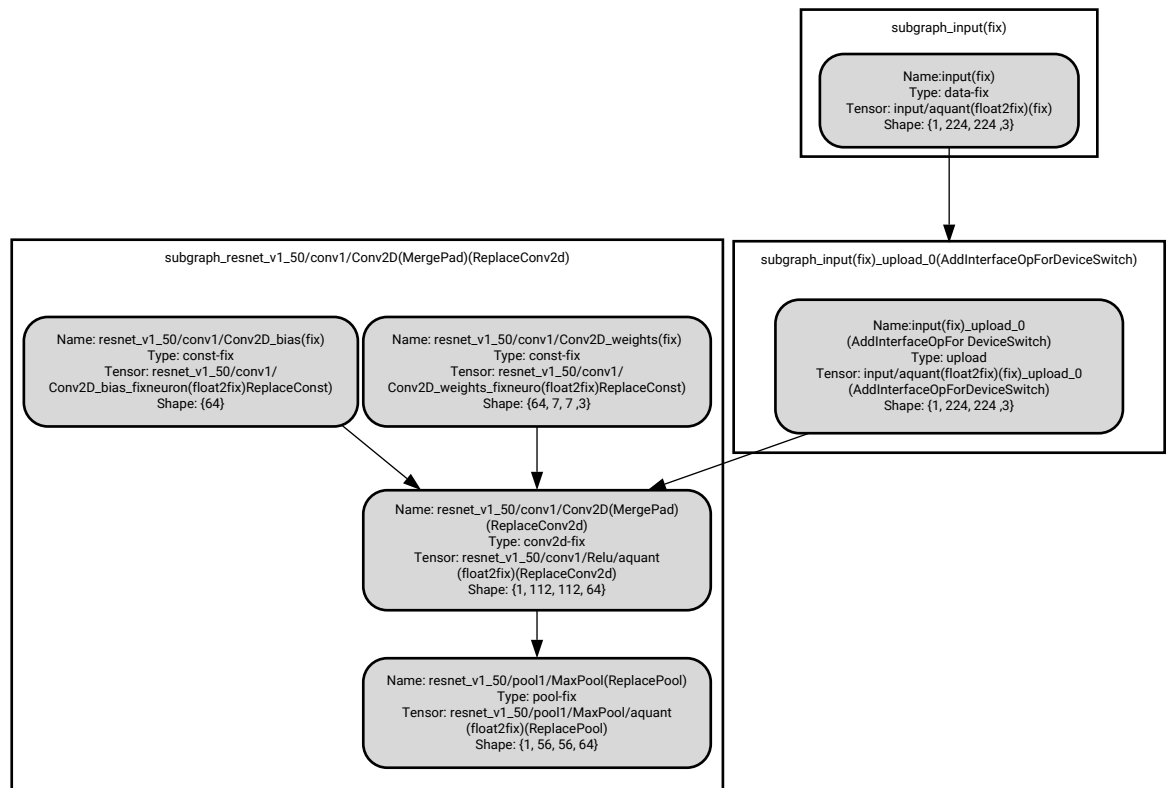 subgraph_input(fix)
Name:input(fix)
Type: data-fix
Tensor: input/aquant(float2fix)(fix)
Shape: {1, 224, 224 ,3}
subgraph_resnet_v1_50/conv1/Conv2D(MergePad)(ReplaceConv2d)
subgraph_input(fix)_upload_0(AddInterfaceOpForDeviceSwitch)
Name: resnet_v1_50/conv1/Conv2D_bias(fix)
Type: const-fix
Tensor: resnet_v1_50/conv1/
Conv2D_bias_fixneuron(float2fix)ReplaceConst)
Shape: {64}
Name: resnet_v1_50/conv1/Conv2D_weights(fix)
Type: const-fix
Tensor: resnet_v1_50/conv1/
Conv2D_weights_fixneuro(float2fix)ReplaceConst)
Shape: {64, 7, 7 ,3}
Name:input(fix)_upload_0
(AddInterfaceOpFor DeviceSwitch)
Type: upload
Tensor: input/aquant(float2fix)(fix)_upload_0
(AddInterfaceOpForDeviceSwitch)
Shape: {1, 224, 224 ,3}
Name: resnet_v1_50/conv1/Conv2D(MergePad)
(ReplaceConv2d)
Type: conv2d-fix
Tensor: resnet_v1_50/conv1/Relu/aquant
(float2fix)(ReplaceConv2d)
Shape: {1, 112, 112, 64}
Name: resnet_v1_50/pool1/MaxPool(ReplacePool)
Type: pool-fix
Tensor: resnet_v1_50/pool1/MaxPool/aquant
(float2fix)(ReplacePool)
Shape: {1, 56, 56, 64}